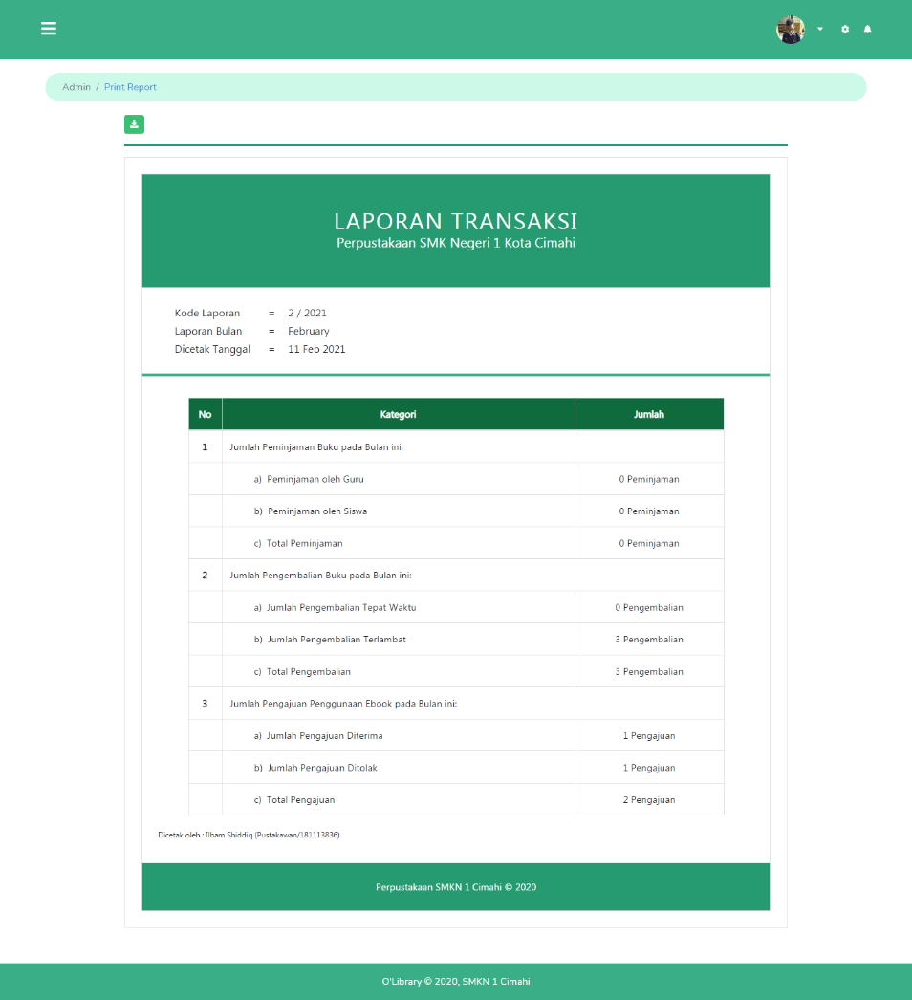 Admin / Print Report
LAPORAN TRANSAKSI
Perpustakaan SMK Negeri 1 Kota Cimahi
Kode Laporan = 2 / 2021
Laporan Bulan = February
Dicetak Tanggal = 11 Feb 2021
No Kategori Jumlah
1 Jumlah Peminjaman Buku pada Bulan ini:
a) Peminjaman oleh Guru 0 Peminjaman
b) Peminjaman oleh Siswa 0 Peminjaman
c) Total Peminjaman 0 Peminjaman
2 Jumlah Pengembalian Buku pada Bulan ini:
a) Jumlah Pengembalian Tepat Waktu 0 Pengembalian
b) Jumlah Pengembalian Terlambat 3 Pengembalian
c) Total Pengembalian 3 Pengembalian
3 Jumlah Pengajuan Penggunaan Ebook pada Bulan ini:
a) Jumlah Pengajuan Diterima 1 Pengajuan
b) Jumlah Pengajuan Ditolak 1 Pengajuan
c) Total Pengajuan 2 Pengajuan
Dicetak oleh : Ilham Shiddiq (Pustakawan/181113836)
Perpustakaan SMKN 1 Cimahi © 2020
O'Library © 2020, SMKN 1 Cimahi